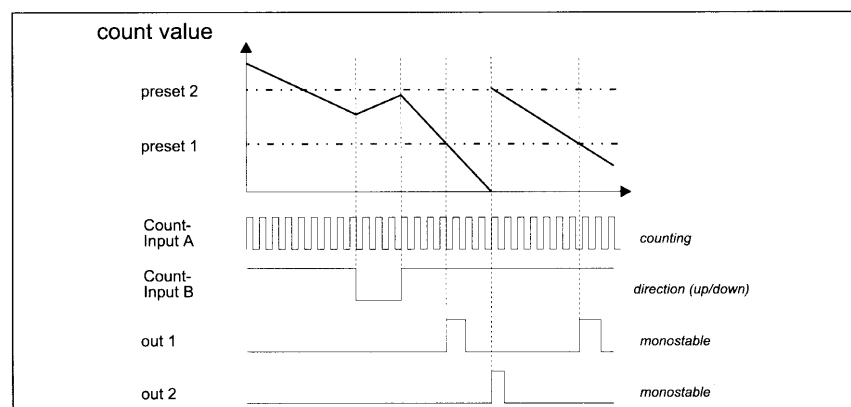 count value
preset 2
preset 1
Count-
Input A
counting
Count-
Input B
direction (up/down)
out 1
monostable
out 2
monostable